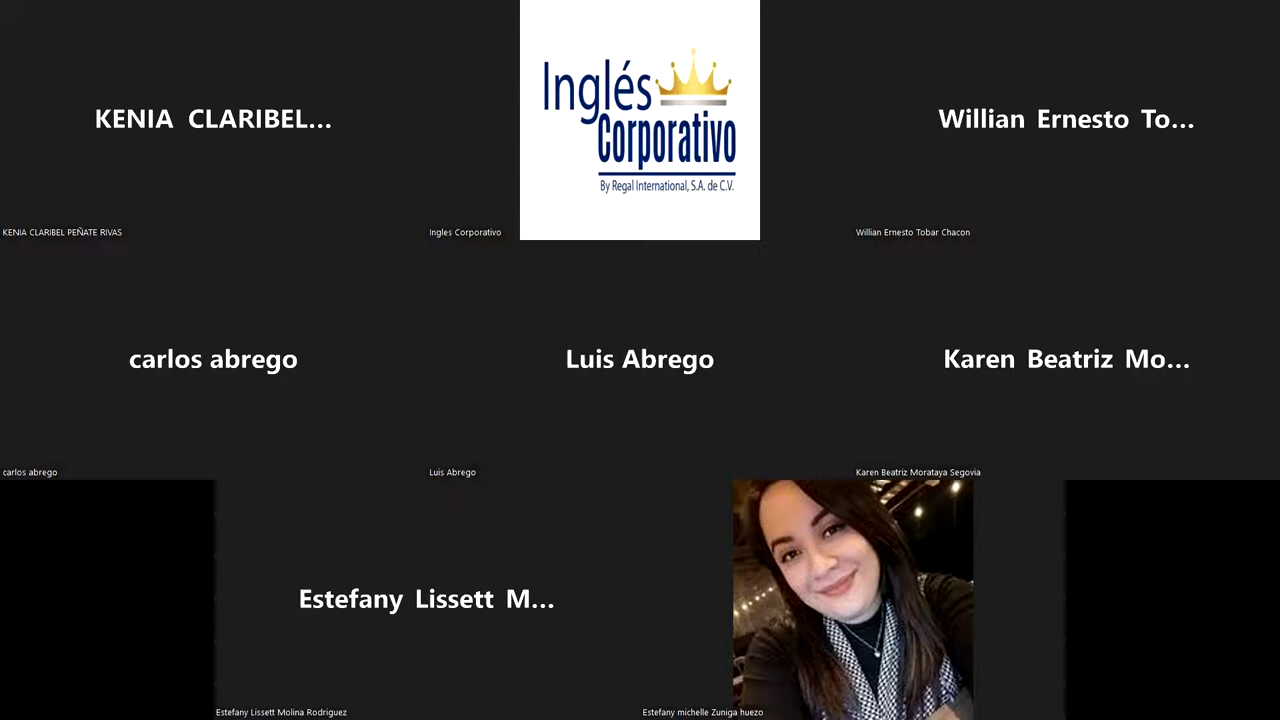 KENIA CLARIBEL...
KENIA CLARIBEL PEÑATE RIVAS
Inglés
Corporativo
By Regal International, S.A. de C.V.
Ingles Corporativo
Willian Ernesto To...
Willian Ernesto Tobar Chacon
carlos abrego
carlos abrego
Luis Abrego
Luis Abrego
Karen Beatriz Mo...
Karen Beatriz Morataya Segovia
Estefany Lissett M...
Estefany Lissett Molina Rodriguez
Estefany michelle Zuniga huezo